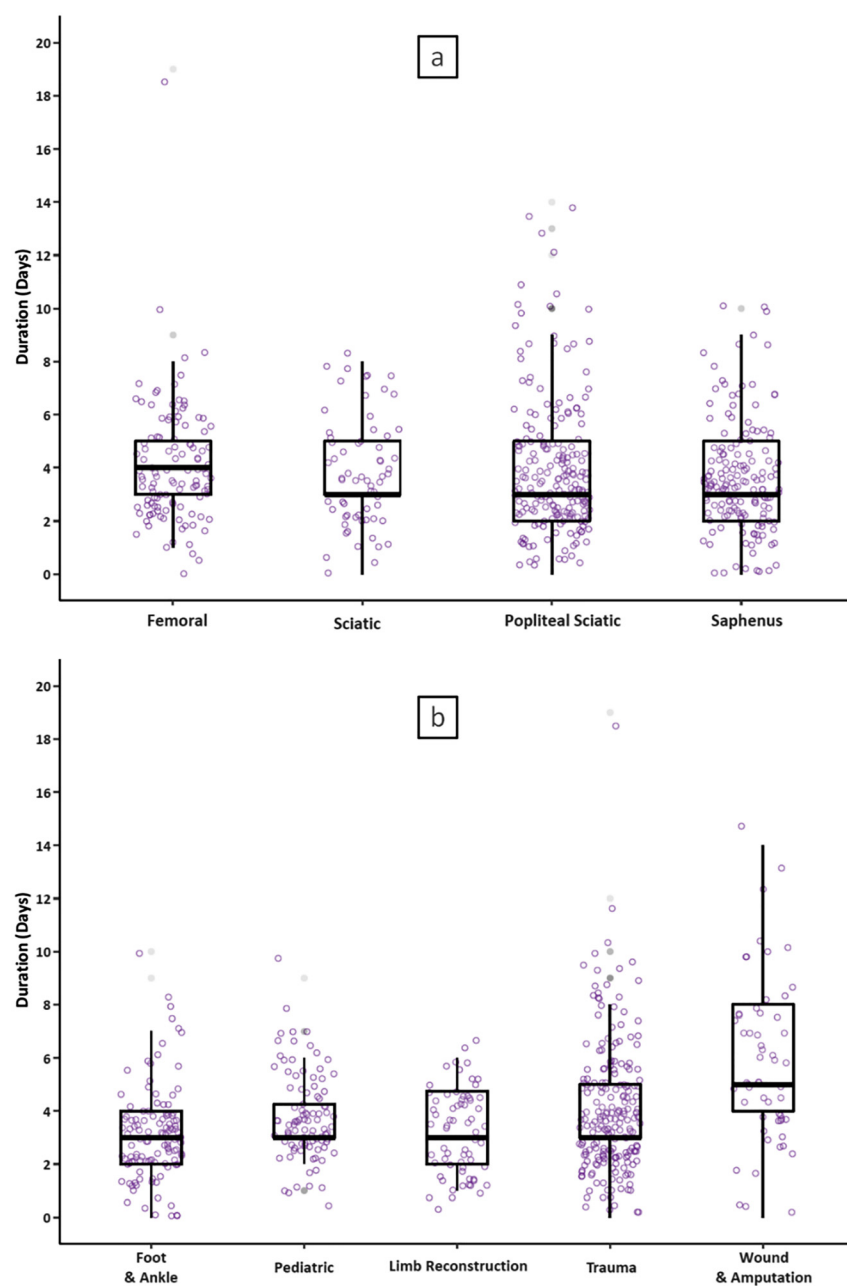 a
20
18
16
14
12
10
8
6
4
2
0
Duration (Days)
Femoral Sciatic Popliteal Sciatic Saphenus
b
20
18
16
14
12
10
8
6
4
2
0
Duration (Days)
Foot
& Ankle
Pediatric
Limb Reconstruction
Trauma
Wound
& Amputation